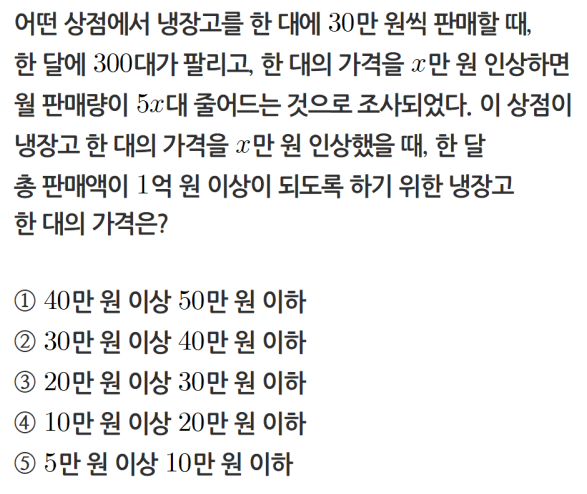 어떤 상점에서 냉장고를 한 대에 30만 원씩 판매할 때,
한 달에 300대가 팔리고, 한 대의 가격을 x만 원 인상하면
월 판매량이 5x대 줄어드는 것으로 조사되었다. 이 상점이
냉장고 한 대의 가격을 x만 원 인상했을 때, 한 달
총 판매액이 1억 원 이상이 되도록 하기 위한 냉장고
한 대의 가격은?
① 40만 원 이상 50만 원 이하
② 30만 원 이상 40만 원 이하
③ 20만 원 이상 30만 원 이하
④ 10만 원 이상 20만 원 이하
⑤ 5만 원 이상 10만 원 이하